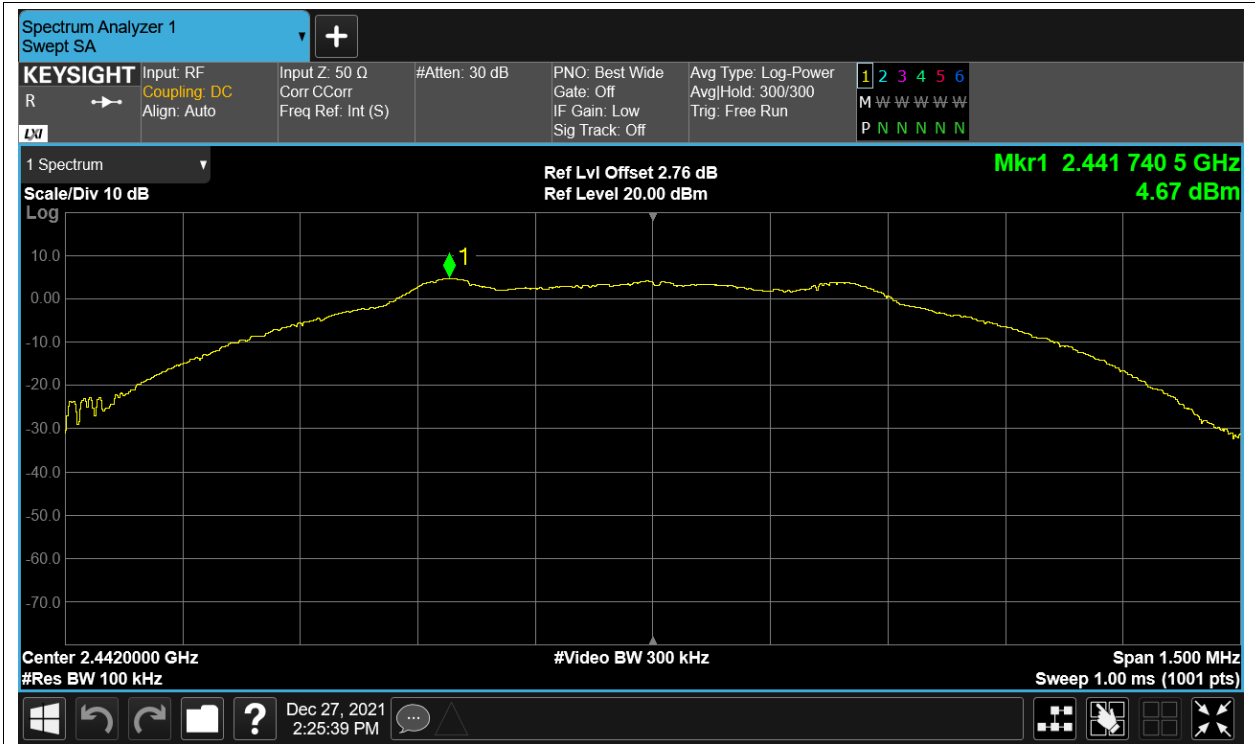 Spectrum Analyzer 1
Swept SA
+
KEYSIGHT
R
LXI
Input: RF
Coupling: DC
Align: Auto
Input Z: 50 Ω
Corr CCorr
Freq Ref: Int (S)
#Atten: 30 dB
PNO: Best Wide
Gate: Off
IF Gain: Low
Sig Track: Off
Avg Type: Log-Power
Avg|Hold: 300/300
Trig: Free Run
1 2 3 4 5 6
M W W W W W W
P N N N N N N
1 Spectrum
Scale/Div 10 dB
Log
Ref Lvl Offset 2.76 dB
Ref Level 20.00 dBm
Mkr1 2.441 740 5 GHz
4.67 dBm
1
10.0
0.00
-10.0
-20.0
-30.0
-40.0
-50.0
-60.0
-70.0
Center 2.4420000 GHz
#Res BW 100 kHz
#Video BW 300 kHz
Span 1.500 MHz
Sweep 1.00 ms (1001 pts)
?
Dec 27, 2021
2:25:39 PM